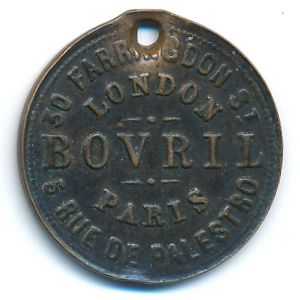 30 FARRINGDON ST
LONDON
BOVRIL
PARIS
5 RUE DE PALESTRO